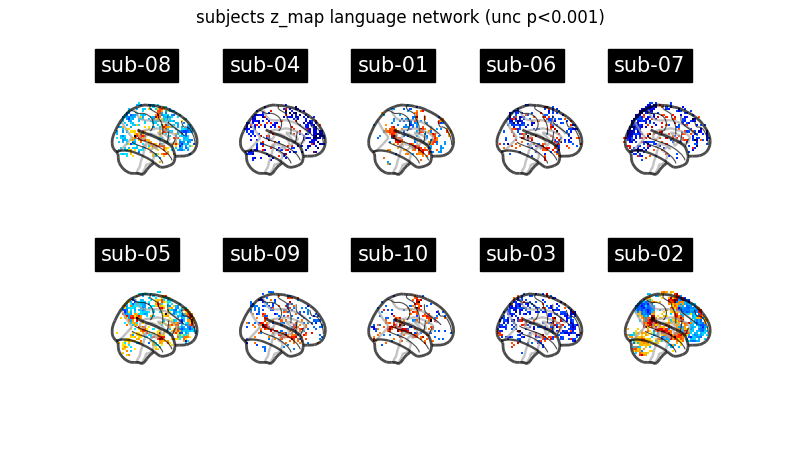 subjects z_map language network (unc p<0.001)
sub-08 sub-04 sub-01 sub-06 sub-07
sub-05 sub-09 sub-10 sub-03 sub-02